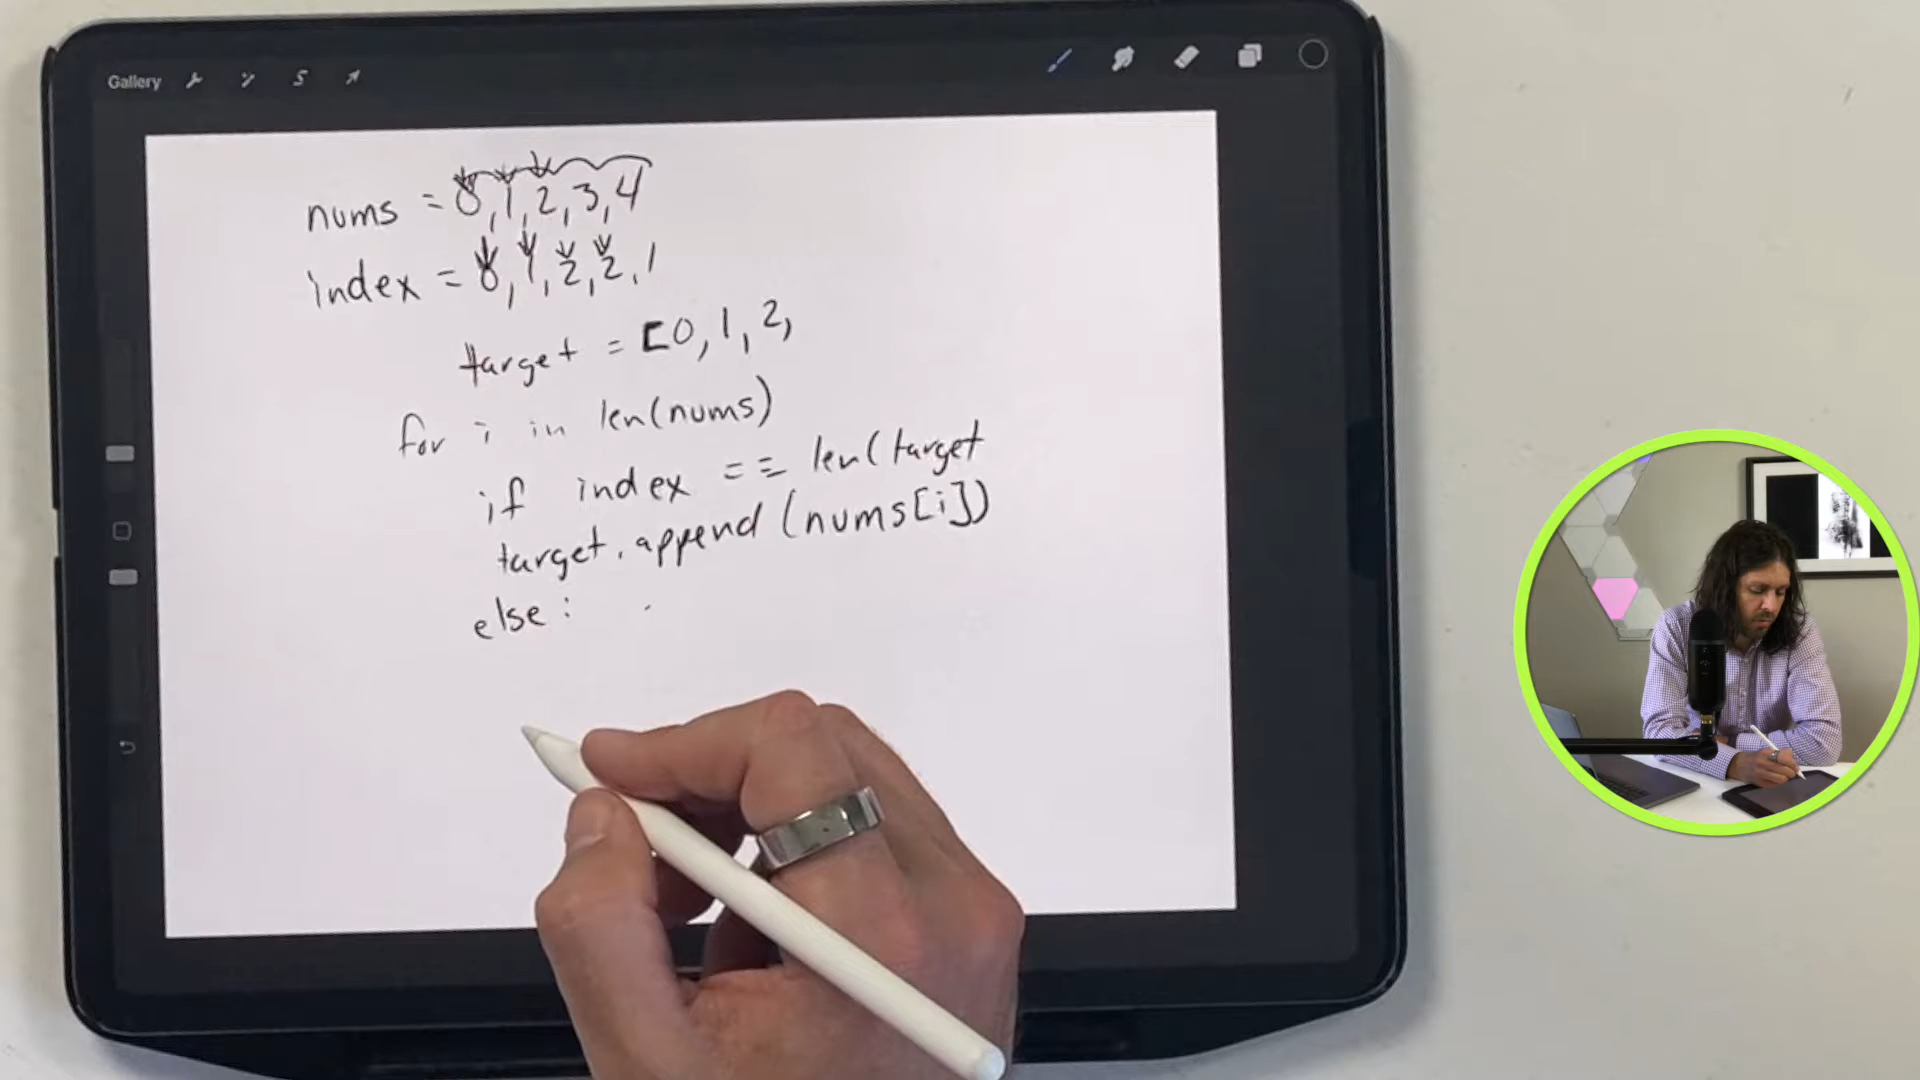 Gallery
nums = 0, 1, 2, 3, 4
index = 0, 1, 2, 2, 1
target = [0, 1, 2,
for i in len(nums)
if index == len(target
target.append(nums[i])
else: